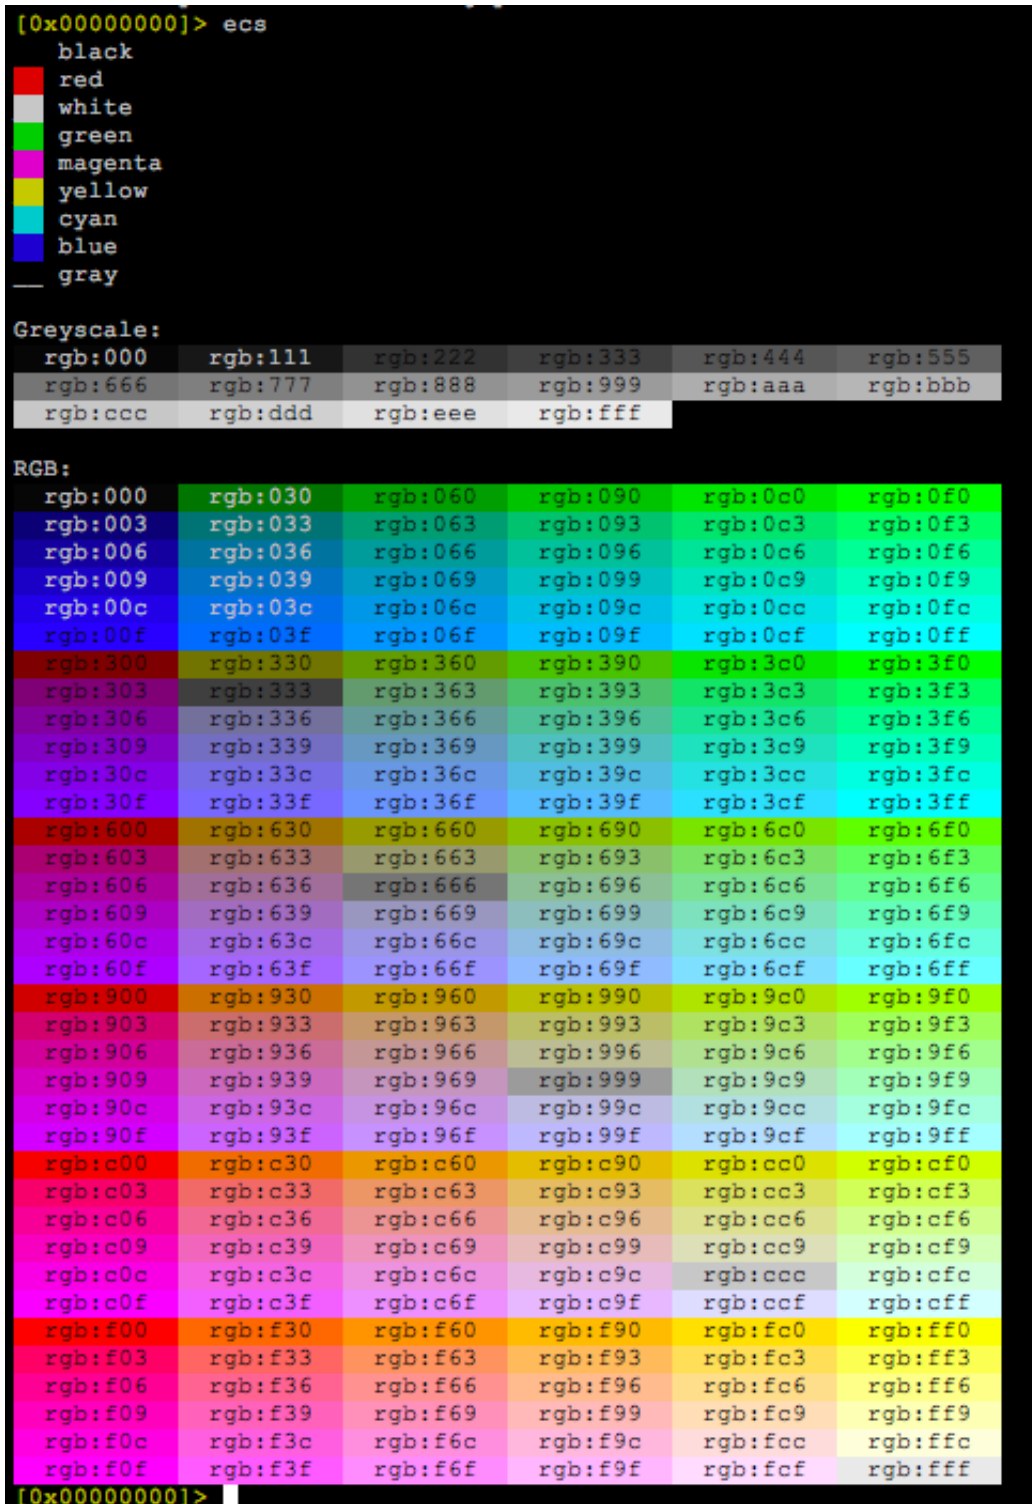 [0x00000000]> ecs
black
red
white
green
magenta
yellow
cyan
blue
__ gray
Greyscale:
rgb:000 rgb:111 rgb:222 rgb:333 rgb:444 rgb:555
rgb:666 rgb:777 rgb:888 rgb:999 rgb:aaa rgb:bbb
rgb:ccc rgb:ddd rgb:eee rgb:fff
RGB:
rgb:000 rgb:030 rgb:060 rgb:090 rgb:0c0 rgb:0f0
rgb:003 rgb:033 rgb:063 rgb:093 rgb:0c3 rgb:0f3
rgb:006 rgb:036 rgb:066 rgb:096 rgb:0c6 rgb:0f6
rgb:009 rgb:039 rgb:069 rgb:099 rgb:0c9 rgb:0f9
rgb:00c rgb:03c rgb:06c rgb:09c rgb:0cc rgb:0fc
rgb:00f rgb:03f rgb:06f rgb:09f rgb:0cf rgb:0ff
rgb:300 rgb:330 rgb:360 rgb:390 rgb:3c0 rgb:3f0
rgb:303 rgb:333 rgb:363 rgb:393 rgb:3c3 rgb:3f3
rgb:306 rgb:336 rgb:366 rgb:396 rgb:3c6 rgb:3f6
rgb:309 rgb:339 rgb:369 rgb:399 rgb:3c9 rgb:3f9
rgb:30c rgb:33c rgb:36c rgb:39c rgb:3cc rgb:3fc
rgb:30f rgb:33f rgb:36f rgb:39f rgb:3cf rgb:3ff
rgb:600 rgb:630 rgb:660 rgb:690 rgb:6c0 rgb:6f0
rgb:603 rgb:633 rgb:663 rgb:693 rgb:6c3 rgb:6f3
rgb:606 rgb:636 rgb:666 rgb:696 rgb:6c6 rgb:6f6
rgb:609 rgb:639 rgb:669 rgb:699 rgb:6c9 rgb:6f9
rgb:60c rgb:63c rgb:66c rgb:69c rgb:6cc rgb:6fc
rgb:60f rgb:63f rgb:66f rgb:69f rgb:6cf rgb:6ff
rgb:900 rgb:930 rgb:960 rgb:990 rgb:9c0 rgb:9f0
rgb:903 rgb:933 rgb:963 rgb:993 rgb:9c3 rgb:9f3
rgb:906 rgb:936 rgb:966 rgb:996 rgb:9c6 rgb:9f6
rgb:909 rgb:939 rgb:969 rgb:999 rgb:9c9 rgb:9f9
rgb:90c rgb:93c rgb:96c rgb:99c rgb:9cc rgb:9fc
rgb:90f rgb:93f rgb:96f rgb:99f rgb:9cf rgb:9ff
rgb:c00 rgb:c30 rgb:c60 rgb:c90 rgb:cc0 rgb:cf0
rgb:c03 rgb:c33 rgb:c63 rgb:c93 rgb:cc3 rgb:cf3
rgb:c06 rgb:c36 rgb:c66 rgb:c96 rgb:cc6 rgb:cf6
rgb:c09 rgb:c39 rgb:c69 rgb:c99 rgb:cc9 rgb:cf9
rgb:c0c rgb:c3c rgb:c6c rgb:c9c rgb:ccc rgb:cfc
rgb:c0f rgb:c3f rgb:c6f rgb:c9f rgb:ccf rgb:cff
rgb:f00 rgb:f30 rgb:f60 rgb:f90 rgb:fc0 rgb:ff0
rgb:f03 rgb:f33 rgb:f63 rgb:f93 rgb:fc3 rgb:ff3
rgb:f06 rgb:f36 rgb:f66 rgb:f96 rgb:fc6 rgb:ff6
rgb:f09 rgb:f39 rgb:f69 rgb:f99 rgb:fc9 rgb:ff9
rgb:f0c rgb:f3c rgb:f6c rgb:f9c rgb:fcc rgb:ffc
rgb:f0f rgb:f3f rgb:f6f rgb:f9f rgb:fcf rgb:fff
[0x00000000]>